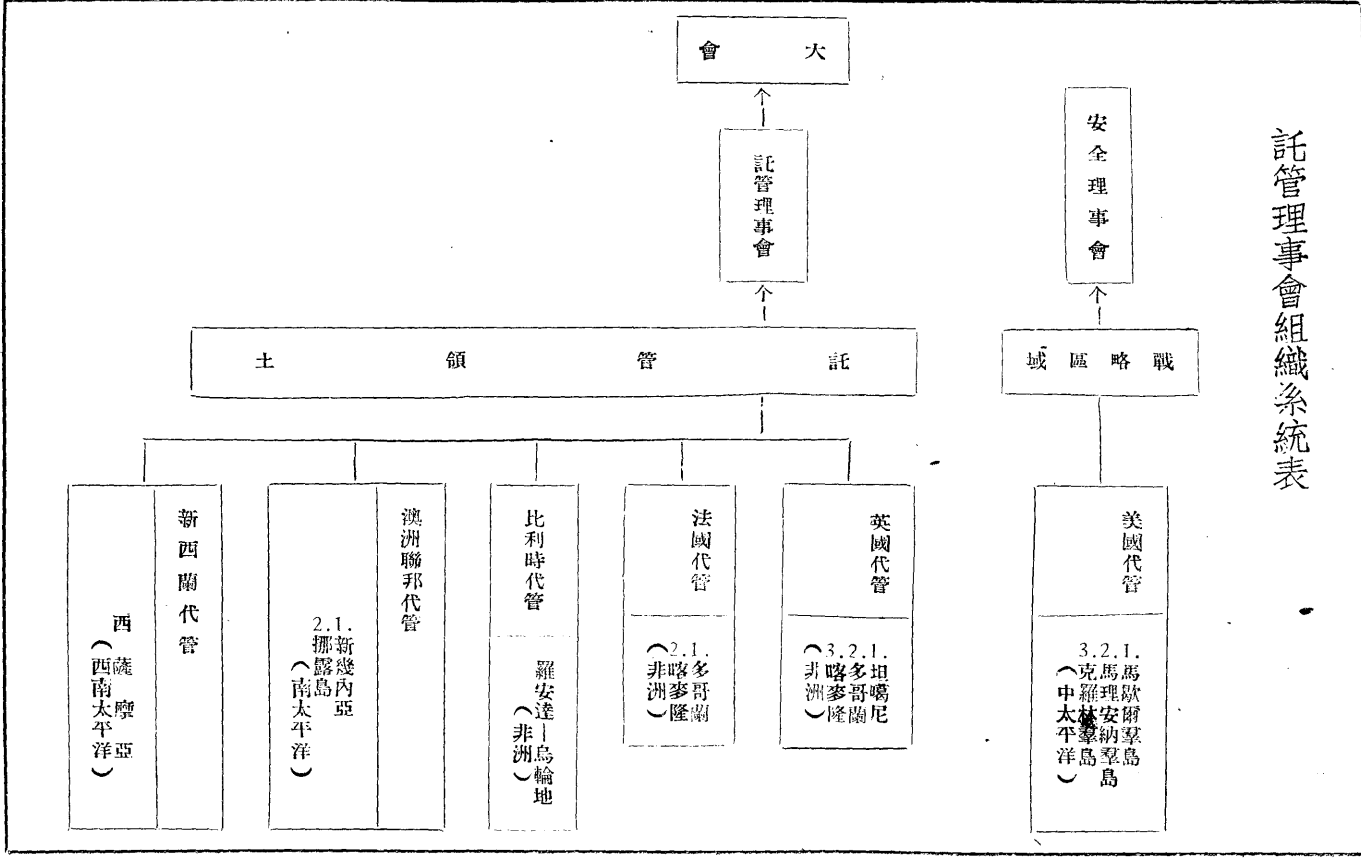 託管理事會組織系統表
大會
託管理事會
託管領土
安全理事會
戰略區域
美國代管
1.馬歇爾羣島
2.馬理安納羣島
3.克羅林羣島
(中太平洋)
英國代管
1.坦噶尼
2.多哥蘭
3.喀麥隆
(非洲)
法國代管
1.多哥蘭
2.喀麥隆
(非洲)
比利時代管
羅安達－烏輪地
(非洲)
澳洲聯邦代管
1.新幾內亞
2.挪露島
(南太平洋)
新西蘭代管
西薩摩亞
(西南太平洋)